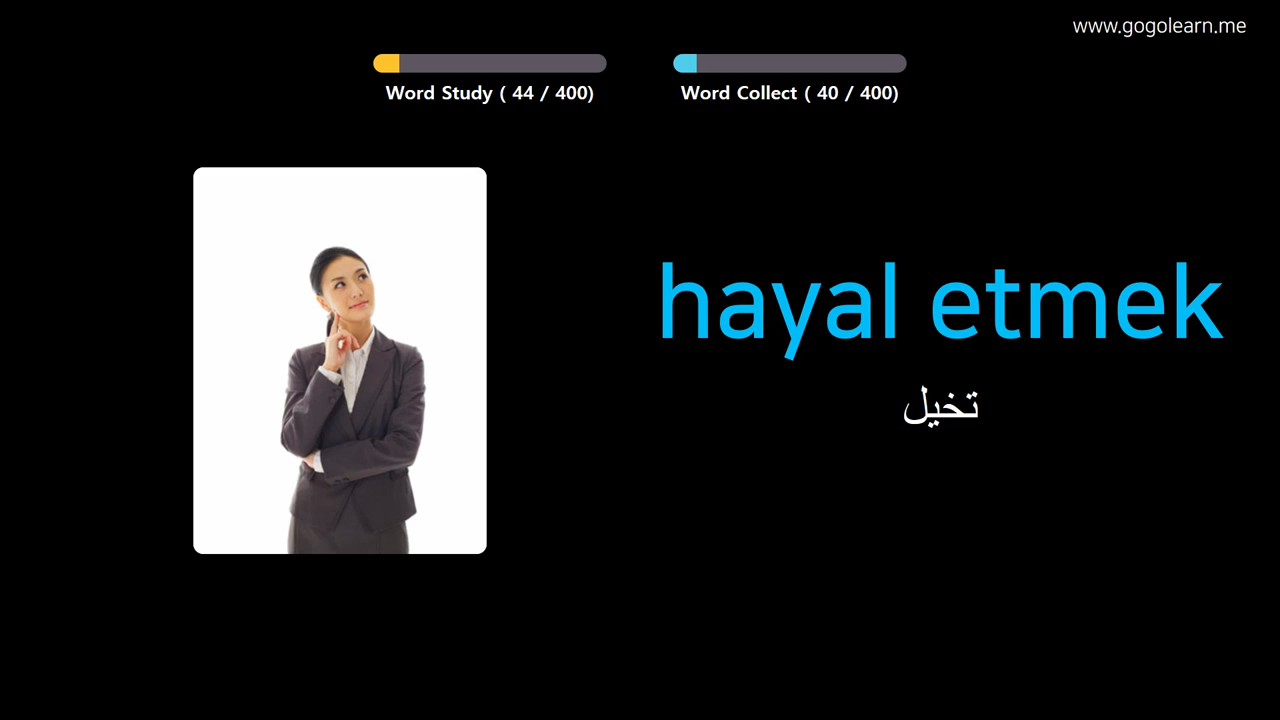 www.gogolearn.me
Word Study ( 44 / 400)
Word Collect ( 40 / 400)
hayal etmek
تخيل